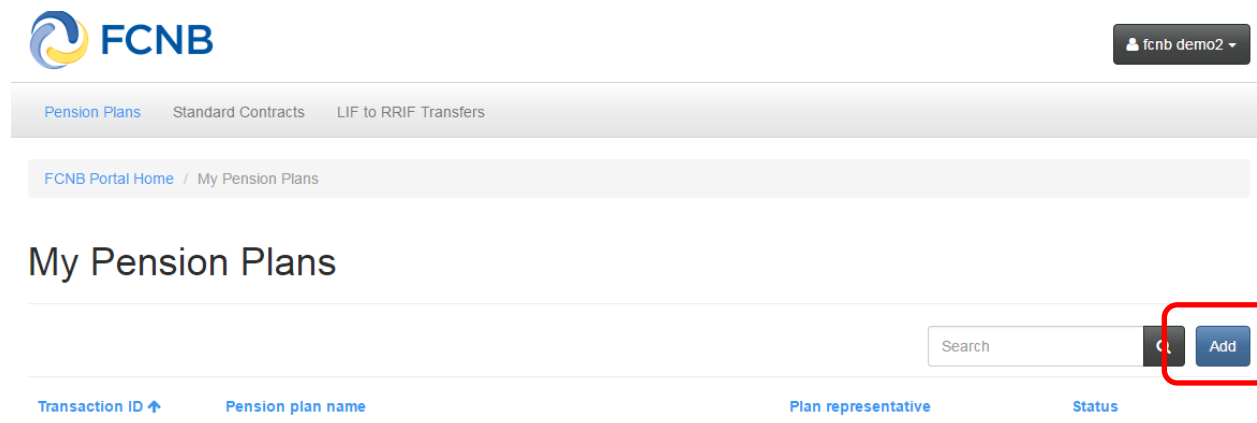 FCNB
fcnb demo2
Pension Plans Standard Contracts LIF to RRIF Transfers
FCNB Portal Home / My Pension Plans
My Pension Plans
Search Add
Transaction ID Pension plan name Plan representative Status